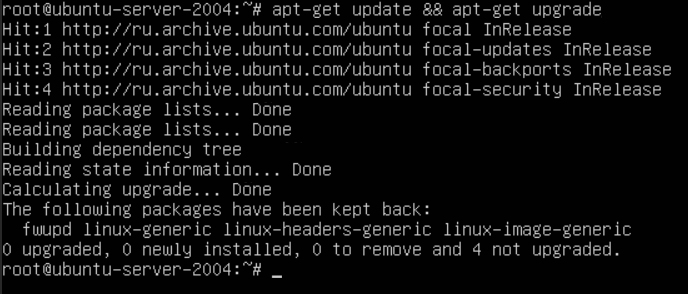 root@ubuntu-server-2004:~# apt-get update && apt-get upgrade
Hit:1 http://ru.archive.ubuntu.com/ubuntu focal InRelease
Hit:2 http://ru.archive.ubuntu.com/ubuntu focal-updates InRelease
Hit:3 http://ru.archive.ubuntu.com/ubuntu focal-backports InRelease
Hit:4 http://ru.archive.ubuntu.com/ubuntu focal-security InRelease
Reading package lists... Done
Reading package lists... Done
Building dependency tree
Reading state information... Done
Calculating upgrade... Done
The following packages have been kept back:
  fwupd linux-generic linux-headers-generic linux-image-generic
0 upgraded, 0 newly installed, 0 to remove and 4 not upgraded.
root@ubuntu-server-2004:~# _